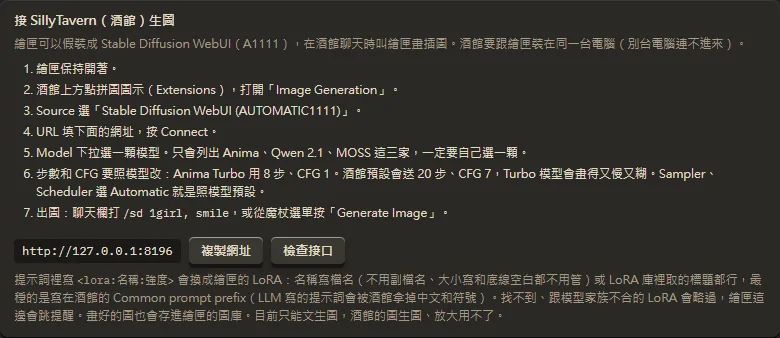 接 SillyTavern（酒館）生圖
繪匣可以假裝成 Stable Diffusion WebUI（A1111），在酒館聊天時叫繪匣畫插圖。酒館要跟繪匣裝在同一台電腦（別台電腦連不進來）。
1. 繪匣保持開著。
2. 酒館上方點拼圖圖示（Extensions），打開「Image Generation」。
3. Source 選「Stable Diffusion WebUI (AUTOMATIC1111)」。
4. URL 填下面的網址，按 Connect。
5. Model 下拉選一顆模型。只會列出 Anima、Qwen 2.1、MOSS 這三家，一定要自己選一顆。
6. 步數和 CFG 要照模型改：Anima Turbo 用 8 步、CFG 1。酒館預設會送 20 步、CFG 7，Turbo 模型會畫得又慢又糊。Sampler、
Scheduler 選 Automatic 就是照模型預設。
7. 出圖：聊天欄打 /sd 1girl, smile，或從魔杖選單按「Generate Image」。
http://127.0.0.1:8196 複製網址 檢查接口
提示詞裡寫 <lora:名稱:強度> 會換成繪匣的 LoRA：名稱寫檔名（不用副檔名、大小寫和底線空白都不用管）或 LoRA 庫裡取的標題都行，最
穩的是寫在酒館的 Common prompt prefix（LLM 寫的提示詞會被酒館拿掉中文和符號）。找不到、跟模型家族不合的 LoRA 會略過，繪匣這
邊會跳提醒。畫好的圖也會存進繪匣的圖庫。目前只能文生圖，酒館的圖生圖、放大用不了。